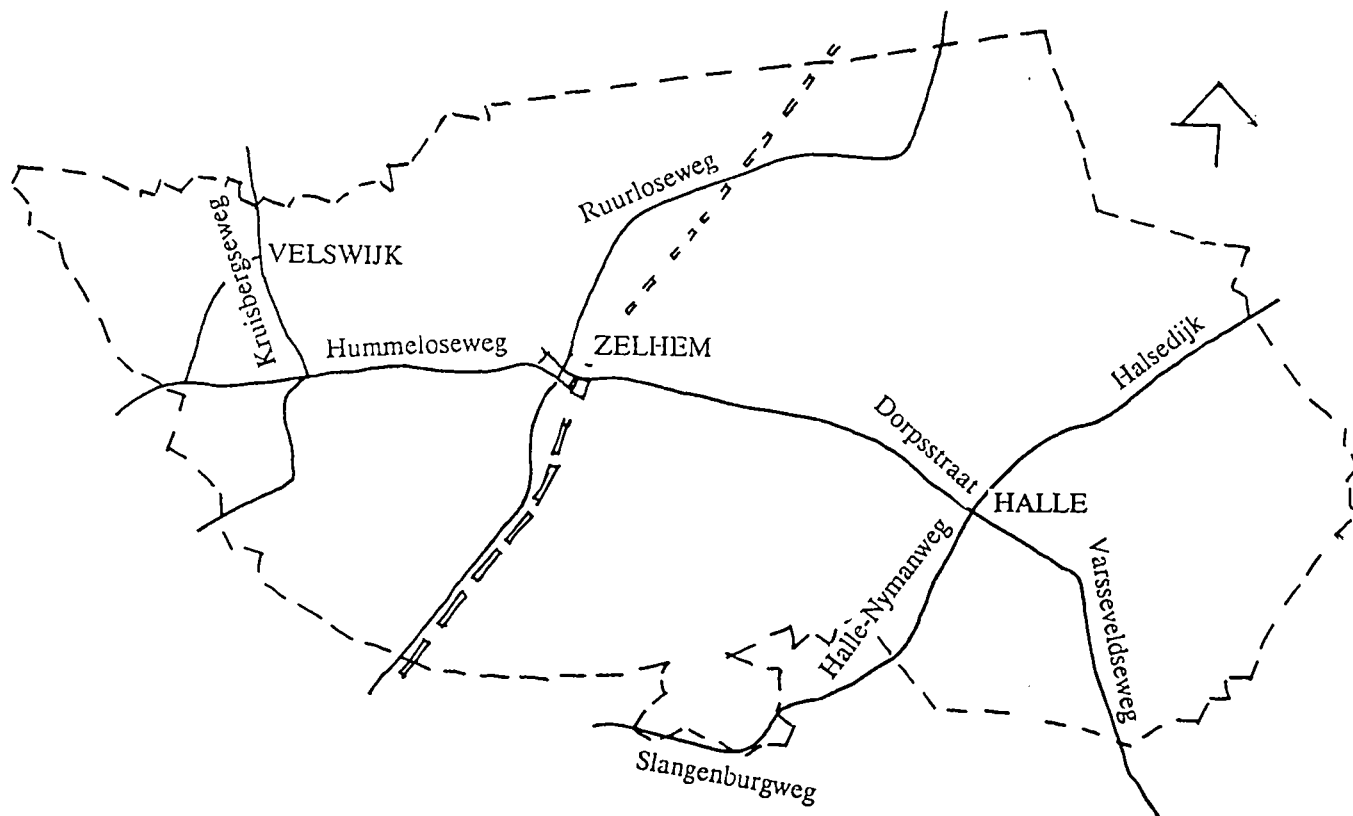 Ruurloseweg
Kruisbergseweg
VELSWIJK
Hummeloseweg
ZELHEM
Halsedijk
Dorpsstraat
HALLE
Halle-Nymanweg
Varsseveldseweg
Slangenburgweg